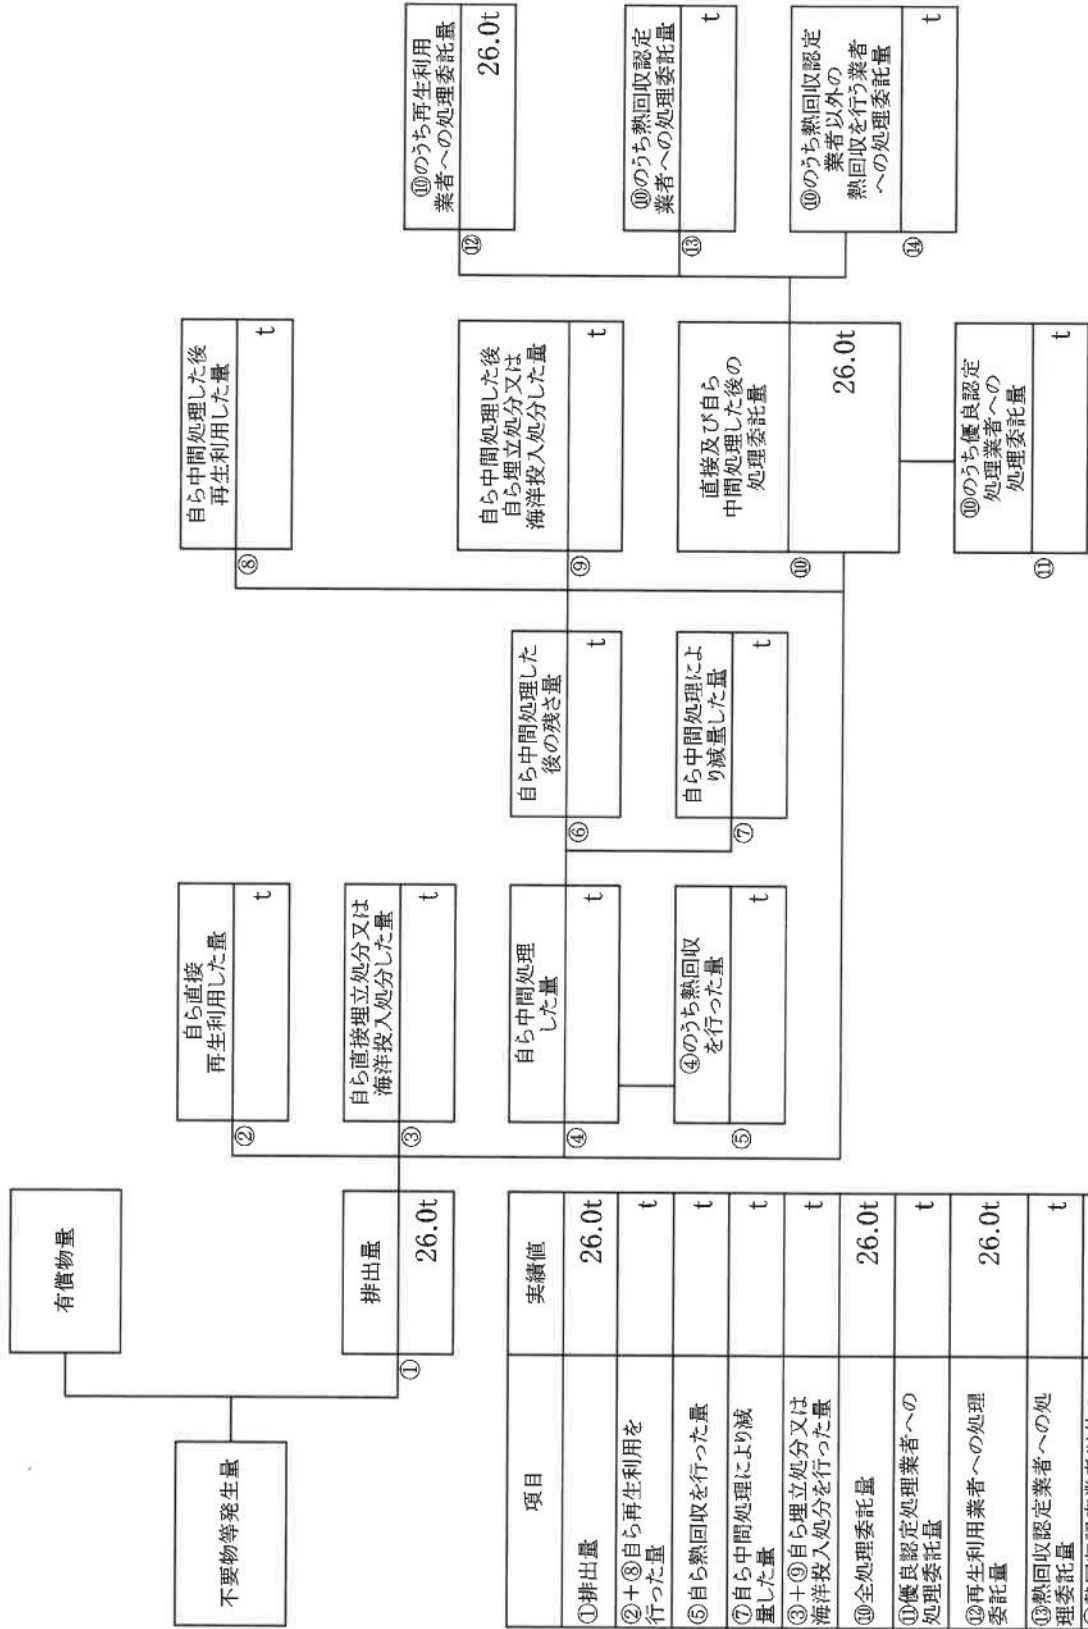 不要物等発生量
有償物量
排出量
①
26.0t
自ら直接
再生利用した量
②
t
自ら直接埋立処分又は
海洋投入処分した量
③
t
自ら中間処理
した量
④
t
④のうち熱回収
を行った量
⑤
t
自ら中間処理した
後の残さ量
⑥
t
自ら中間処理によ
り減量した量
⑦
t
自ら中間処理した後
再生利用した量
⑧
t
自ら中間処理した後
自ら埋立処分又は
海洋投入処分した量
⑨
t
直接及び自ら
中間処理した後の
処理委託量
⑩
26.0t
⑩のうち優良認定
処理業者への
処理委託量
⑪
t
⑩のうち再生利用
業者への処理委託量
⑫
26.0t
⑩のうち熱回収認定
業者への処理委託量
⑬
t
⑩のうち熱回収認定
業者以外の
熱回収を行う業者
への処理委託量
⑭
t
項目 実績値
①排出量 26.0t
②+⑧自ら再生利用を
行った量 t
⑤自ら熱回収を行った量 t
⑦自ら中間処理により減
量した量 t
③+⑨自ら埋立処分又は
海洋投入処分を行った量 t
⑩全処理委託量 26.0t
⑪優良認定処理業者への
処理委託量 t
⑫再生利用業者への処理
委託量 26.0t
⑬熱回収認定業者への処
理委託量 t